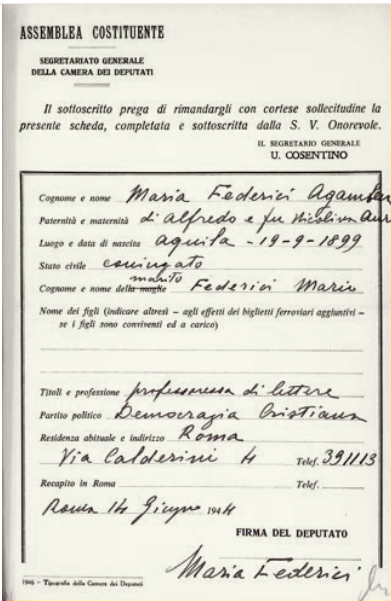 ASSEMBLEA COSTITUENTE
SEGRETARIATO GENERALE
DELLA CAMERA DEI DEPUTATI
Il sottoscritto prega di rimandargli con cortese sollecitudine la
presente scheda, completata e sottoscritta dalla S. V. Onorevole.
IL SEGRETARIO GENERALE
U. COSENTINO
Cognome e nome Maria Federici Agamben
Paternità e maternità di Alfredo e fu Nicolina
Luogo e data di nascita Aquila - 19-9-1899
Stato civile coniugato
marito
Cognome e nome della moglie Federici Mario
Nome dei figli (indicare altresì - agli effetti dei biglietti ferroviari aggiuntivi -
se i figli sono conviventi ed a carico)
Titoli e professione professoressa di lettere
Partito politico Democrazia Cristiana
Residenza abituale e indirizzo Roma
Via Calderini 4 Telef. 391113
Recapito in Roma Telef.
Roma 14 Giugno 194
FIRMA DEL DEPUTATO
Maria Federici
1946 - Tipografia della Camera dei Deputati